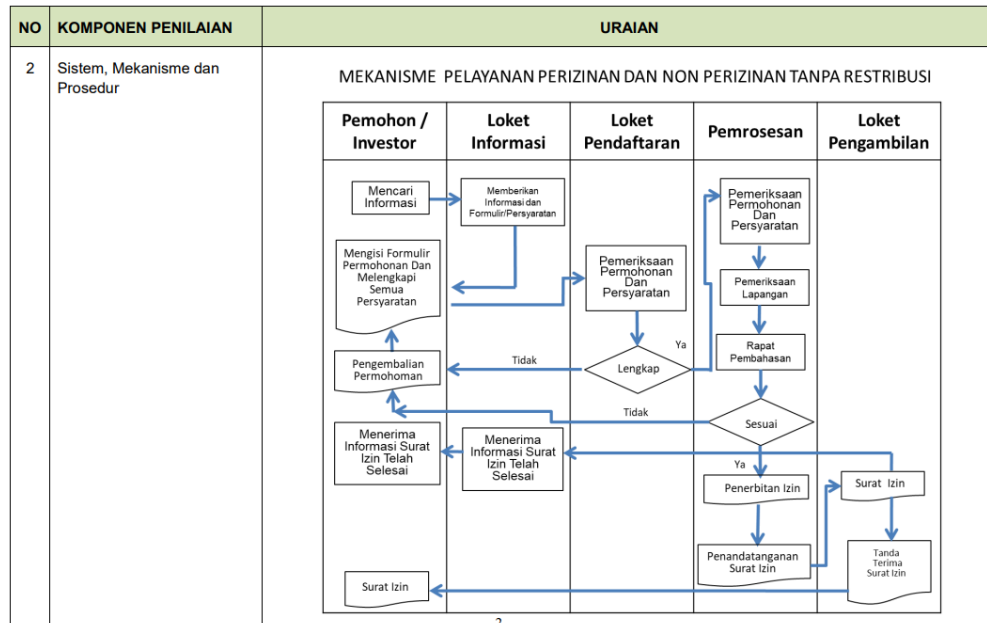 NO
KOMPONEN PENILAIAN
URAIAN
2
Sistem, Mekanisme dan
Prosedur
MEKANISME PELAYANAN PERIZINAN DAN NON PERIZINAN TANPA RESTRIBUSI
Pemohon /
Investor
Loket
Informasi
Loket
Pendaftaran
Pemrosesan
Loket
Pengambilan
Mencari
Informasi
Memberikan
Informasi dan
Formulir/Persyaratan
Pemeriksaan
Permohonan
Dan
Persyaratan
Mengisi Formulir
Permohonan Dan
Melengkapi
Semua
Persyaratan
Pemeriksaan
Permohonan
Dan
Persyaratan
Pemeriksaan
Lapangan
Rapat
Pembahasan
Ya
Lengkap
Tidak
Pengembalian
Permohoman
Tidak
Sesuai
Menerima
Informasi Surat
Izin Telah
Selesai
Menerima
Informasi Surat
Izin Telah
Selesai
Ya
Penerbitan Izin
Surat Izin
Penandatanganan
Surat Izin
Tanda
Terima
Surat Izin
Surat Izin
2